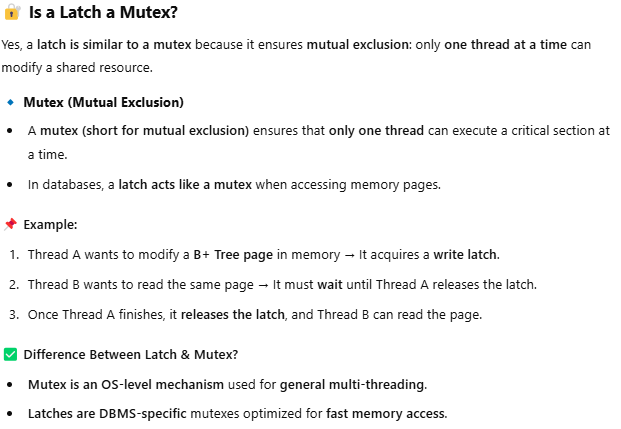 🔐 Is a Latch a Mutex?
Yes, a latch is similar to a mutex because it ensures mutual exclusion: only one thread at a time can
modify a shared resource.
🔹 Mutex (Mutual Exclusion)
• A mutex (short for mutual exclusion) ensures that only one thread can execute a critical section at
a time.
• In databases, a latch acts like a mutex when accessing memory pages.
📌 Example:
1. Thread A wants to modify a B+ Tree page in memory → It acquires a write latch.
2. Thread B wants to read the same page → It must wait until Thread A releases the latch.
3. Once Thread A finishes, it releases the latch, and Thread B can read the page.
✅ Difference Between Latch & Mutex?
• Mutex is an OS-level mechanism used for general multi-threading.
• Latches are DBMS-specific mutexes optimized for fast memory access.